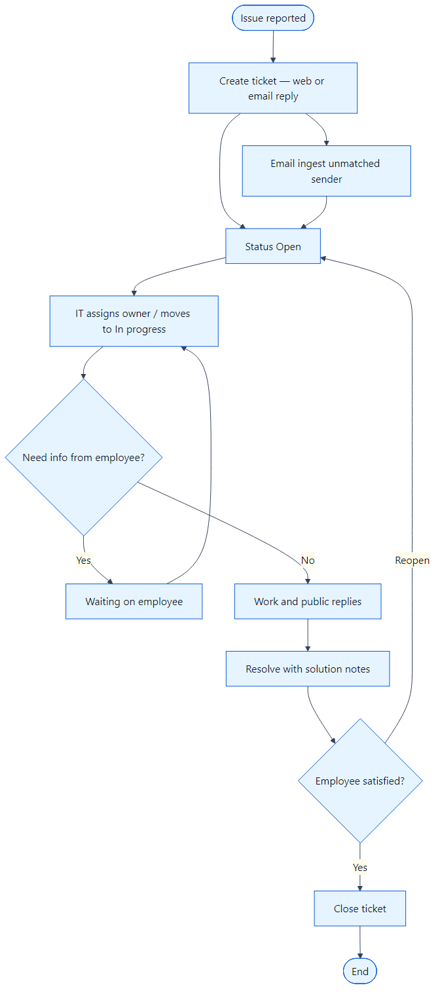 Issue reported
Create ticket — web or
email reply
Email ingest unmatched
sender
Status Open
IT assigns owner / moves
to In progress
Need info from employee?
Yes
No
Reopen
Waiting on employee
Work and public replies
Resolve with solution notes
Employee satisfied?
Yes
Close ticket
End